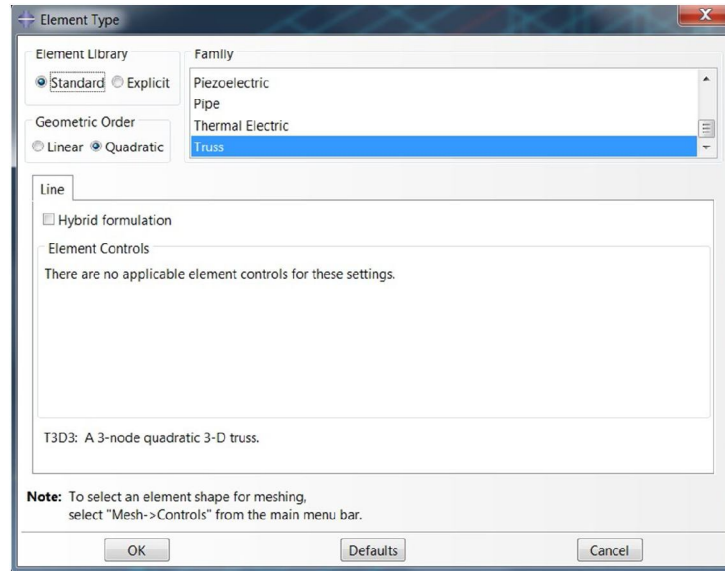 Element Type
Element Library
Standard Explicit
Geometric Order
Linear Quadratic
Family
Piezoelectric
Pipe
Thermal Electric
Truss
Line
Hybrid formulation
Element Controls
There are no applicable element controls for these settings.
T3D3: A 3-node quadratic 3-D truss.
Note: To select an element shape for meshing,
select "Mesh->Controls" from the main menu bar.
OK Defaults Cancel